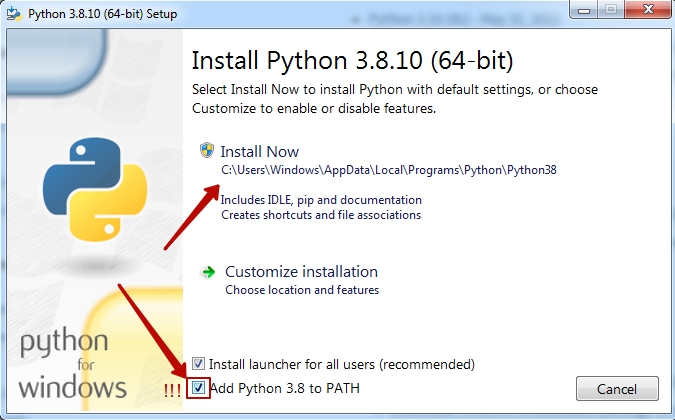 Python 3.8.10 (64-bit) Setup
Install Python 3.8.10 (64-bit)
Select Install Now to install Python with default settings, or choose
Customize to enable or disable features.
Install Now
C:\Users\Windows\AppData\Local\Programs\Python\Python38
Includes IDLE, pip and documentation
Creates shortcuts and file associations
Customize installation
Choose location and features
python
for
windows
Install launcher for all users (recommended)
!!! Add Python 3.8 to PATH
Cancel